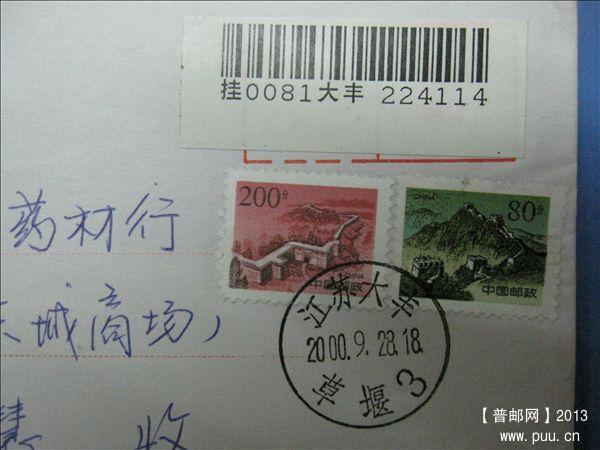 挂0081大丰 224114
200分
CHINA
中国邮政
CHINA
80分
中国邮政
药材行
城商场,
收
江苏大丰
2000.9.28.18
草堰3
【普邮网】2013
www.puu.cn